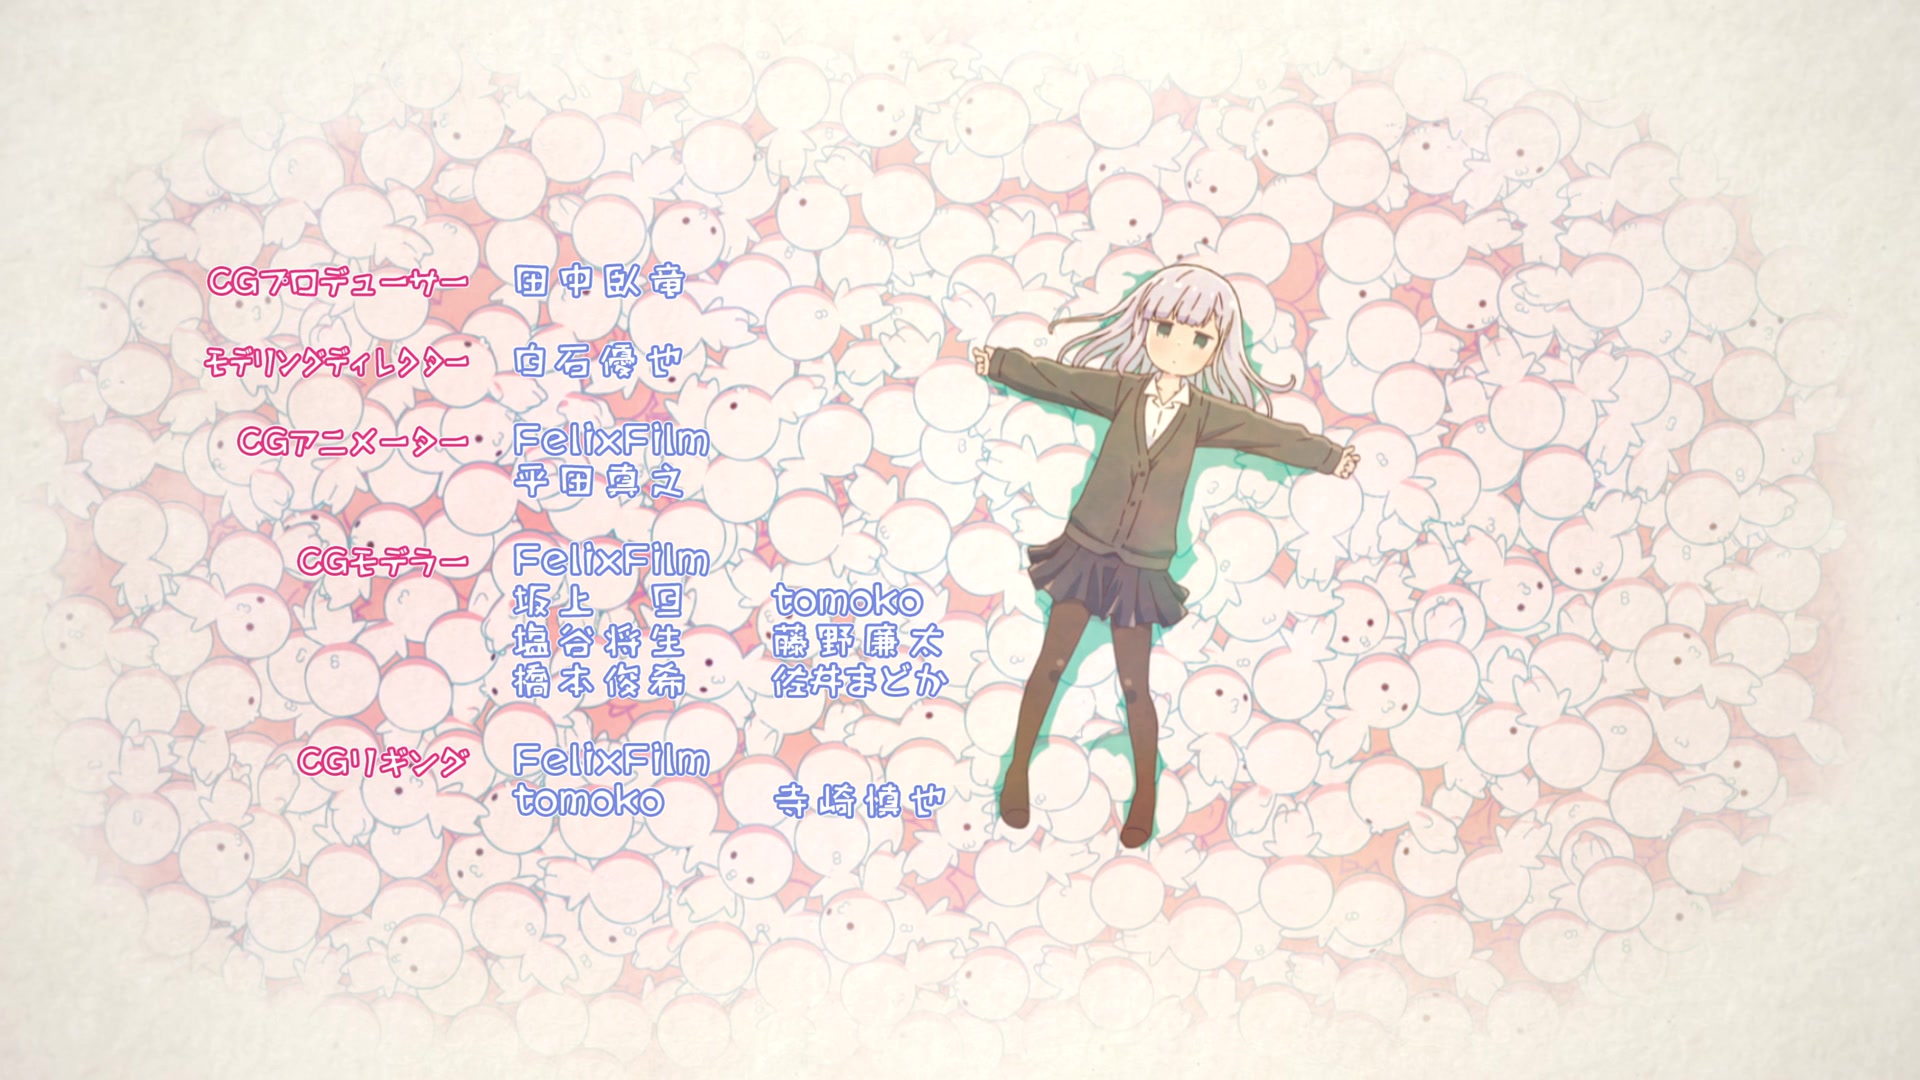 CGプロデューサー 田中臥竜
モデリングディレクター 白石優也
CGアニメーター FelixFilm
平田真之
CGモデラー FelixFilm
坂上 tomoko
塩谷将生 藤野廉太
橋本俊希 佐井まどか
CGリギング FelixFilm
tomoko 寺崎慎也